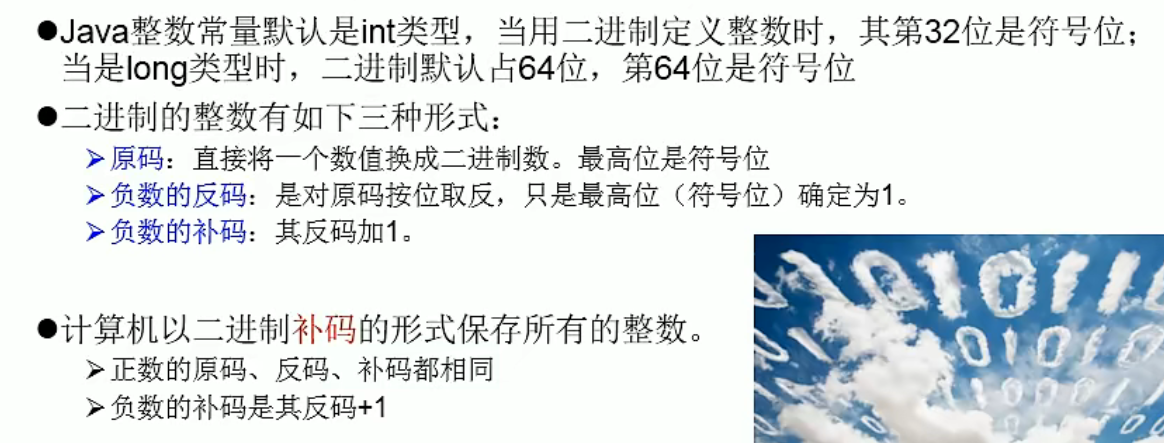 ●Java整数常量默认是int类型，当用二进制定义整数时，其第32位是符号位；
当是long类型时，二进制默认占64位，第64位是符号位
●二进制的整数有如下三种形式：
➢原码：直接将一个数值换成二进制数。最高位是符号位
➢负数的反码：是对原码按位取反，只是最高位（符号位）确定为1。
➢负数的补码：其反码加1。
●计算机以二进制补码的形式保存所有的整数。
➢正数的原码、反码、补码都相同
➢负数的补码是其反码+1